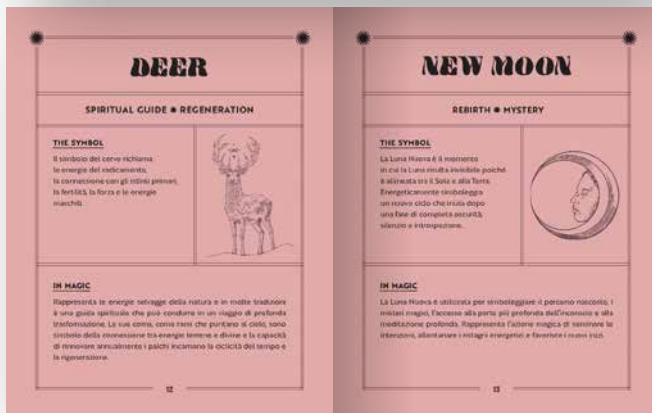 DEER
SPIRITUAL GUIDE ✹ REGENERATION
THE SYMBOL
Il simbolo del cervo richiama
le energie del radicamento,
la connessione con gli istinti primari,
la fertilità, la forza e le energie
maschili.
IN MAGIC
Rappresenta le energie selvagge della natura e in molte tradizioni
è una guida spirituale che può condurre in un viaggio di profonda
trasformazione. Le sue corna, come rami che puntano al cielo, sono
simbolo della connessione tra energie terrene e divine e la capacità
di rinnovare annualmente i palchi incarnano la ciclicità del tempo e
la rigenerazione.
12
NEW MOON
REBIRTH ✹ MYSTERY
THE SYMBOL
La Luna Nuova è il momento
in cui la Luna risulta invisibile poiché
è allineata tra il Sole e alla Terra.
Energeticamente simboleggia
un nuovo ciclo che inizia dopo
una fase di completa oscurità,
silenzio e introspezione.
IN MAGIC
La Luna Nuova è utilizzata per simboleggiare il percorso nascosto, i
misteri magici, l'accesso alla parte più profonda dell'inconscio e alla
meditazione profonda. Rappresenta l'azione magica di seminare le
intenzioni, allontanare i ristagni energetici e favorire i nuovi inizi.
13